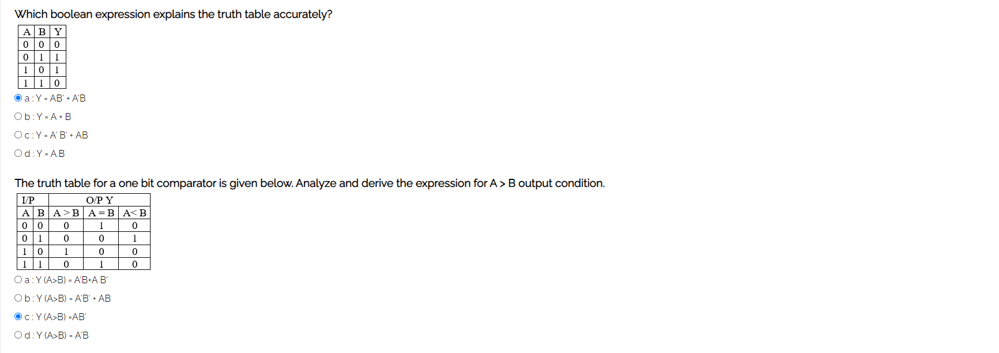 Which boolean expression explains the truth table accurately?
A B Y
0 0 0
0 1 1
1 0 1
1 1 0
a : Y = AB' + A'B
b : Y = A + B
c : Y = A' B' + AB
d : Y = A.B
The truth table for a one bit comparator is given below. Analyze and derive the expression for A > B output condition.
I/P O/P Y
A B A > B A = B A< B
0 0 0 1 0
0 1 0 0 1
1 0 1 0 0
1 1 0 1 0
a : Y (A>B) = A'B+A B'
b : Y (A>B) = A'B' + AB
c : Y (A>B) =AB'
d : Y (A>B) = A'B